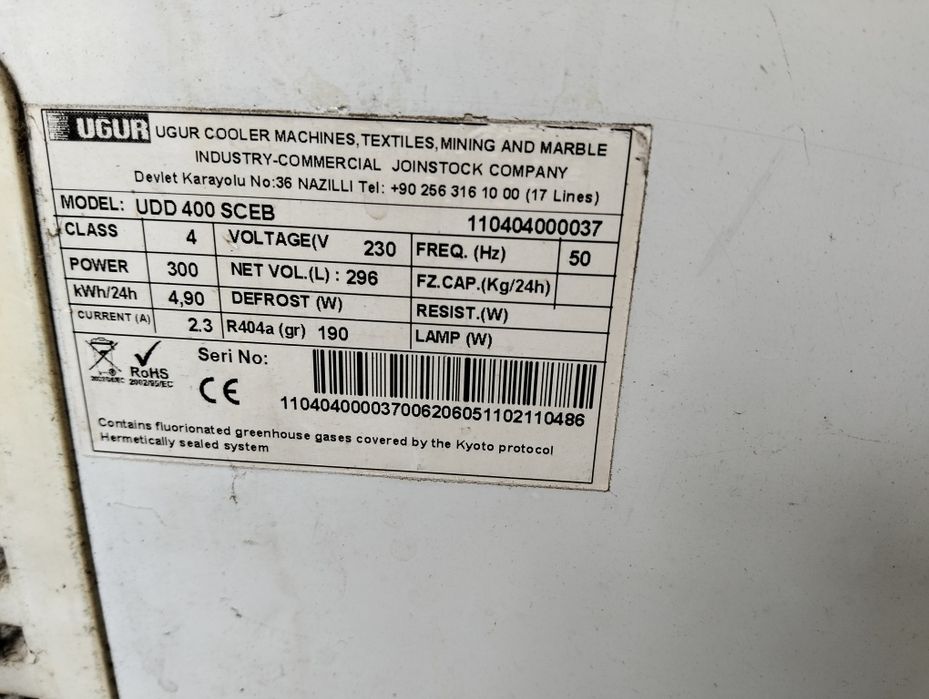 UGUR
UGUR COOLER MACHINES, TEXTILES, MINING AND MARBLE
INDUSTRY-COMMERCIAL JOINSTOCK COMPANY
Devlet Karayolu No:36 NAZILLI Tel: +90 256 316 10 00 (17 Lines)
MODEL: UDD 400 SCEB 110404000037
CLASS 4 VOLTAGE(V 230 FREQ. (Hz) 50
POWER 300 NET VOL.(L) : 296 FZ.CAP.(Kg/24h)
kWh/24h 4,90 DEFROST (W) RESIST.(W)
CURRENT (A) 2.3 R404a (gr) 190 LAMP (W)
Seri No:
RoHS
2002/95/EC
CE
110404000037006206051102110486
Contains fluorionated greenhouse gases covered by the Kyoto protocol
Hermetically sealed system